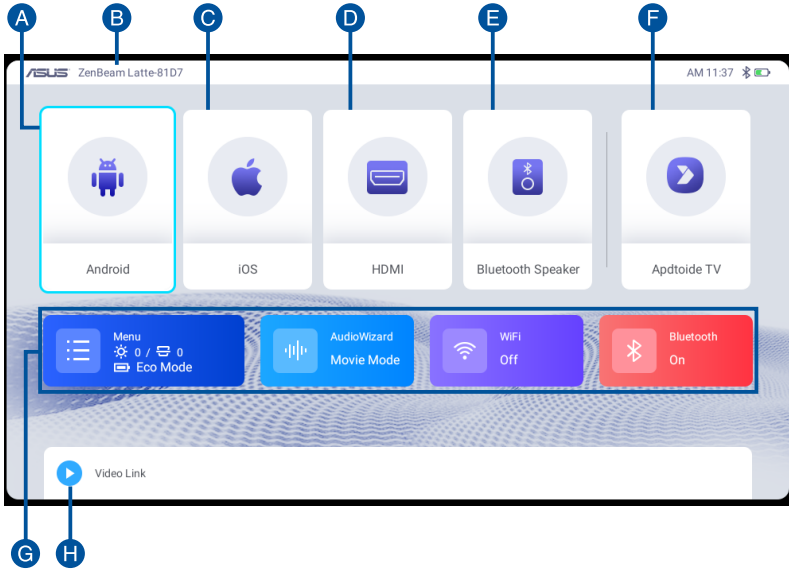 A B C D E F
ASUS ZenBeam Latte-81D7 AM 11:37
Android iOS HDMI Bluetooth Speaker Apdtoide TV
Menu
0 / 0
Eco Mode
AudioWizard
Movie Mode
WiFi
Off
Bluetooth
On
Video Link
G H